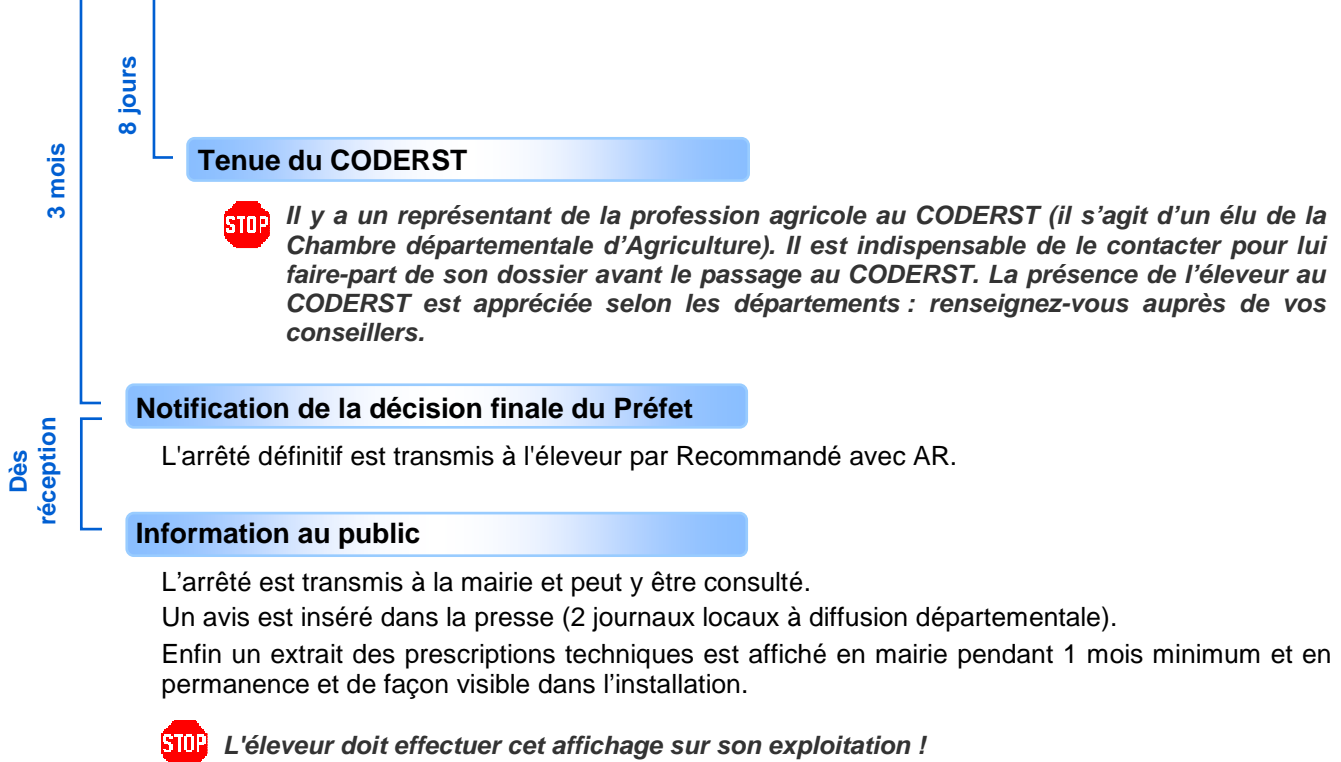 8 jours
3 mois
Tenue du CODERST
STOP
Il y a un représentant de la profession agricole au CODERST (il s’agit d’un élu de la
Chambre départementale d’Agriculture). Il est indispensable de le contacter pour lui
faire-part de son dossier avant le passage au CODERST. La présence de l’éleveur au
CODERST est appréciée selon les départements : renseignez-vous auprès de vos
conseillers.
Notification de la décision finale du Préfet
Dès
réception
L'arrêté définitif est transmis à l'éleveur par Recommandé avec AR.
Information au public
L’arrêté est transmis à la mairie et peut y être consulté.
Un avis est inséré dans la presse (2 journaux locaux à diffusion départementale).
Enfin un extrait des prescriptions techniques est affiché en mairie pendant 1 mois minimum et en
permanence et de façon visible dans l’installation.
STOP
L'éleveur doit effectuer cet affichage sur son exploitation !